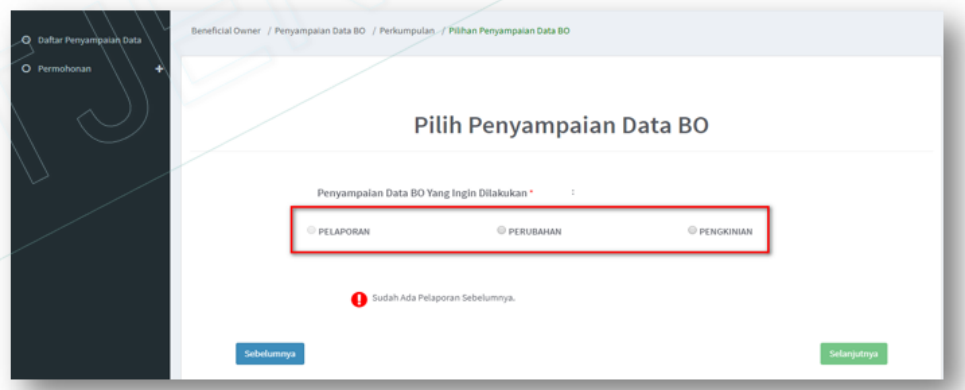 Daftar Penyampaian Data
Permohonan +
Beneficial Owner / Penyampaian Data BO / Perkumpulan / Pilihan Penyampaian Data BO
Pilih Penyampaian Data BO
Penyampaian Data BO Yang Ingin Dilakukan * :
PELAPORAN PERUBAHAN PENGKINIAN
Sudah Ada Pelaporan Sebelumnya.
Sebelumnya Selanjutnya